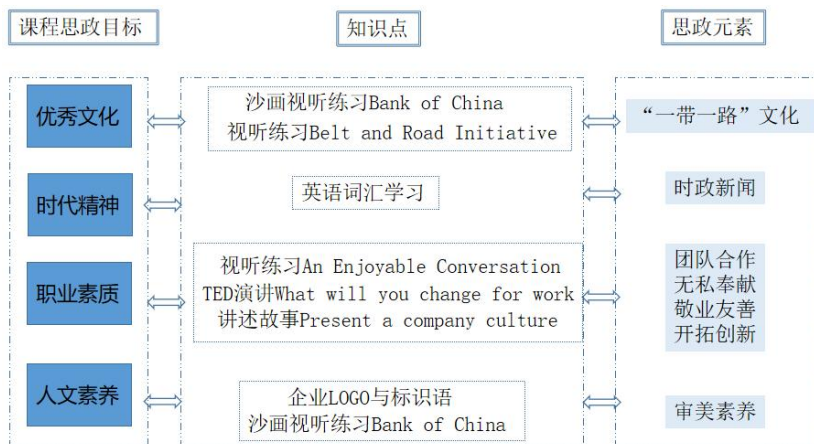 课程思政目标
知识点
思政元素
优秀文化
沙画视听练习Bank of China
视听练习Belt and Road Initiative
“一带一路”文化
时代精神
英语词汇学习
时政新闻
职业素质
视听练习An Enjoyable Conversation
TED演讲What will you change for work
讲述故事Present a company culture
团队合作
无私奉献
敬业友善
开拓创新
人文素养
企业LOGO与标识语
沙画视听练习Bank of China
审美素养